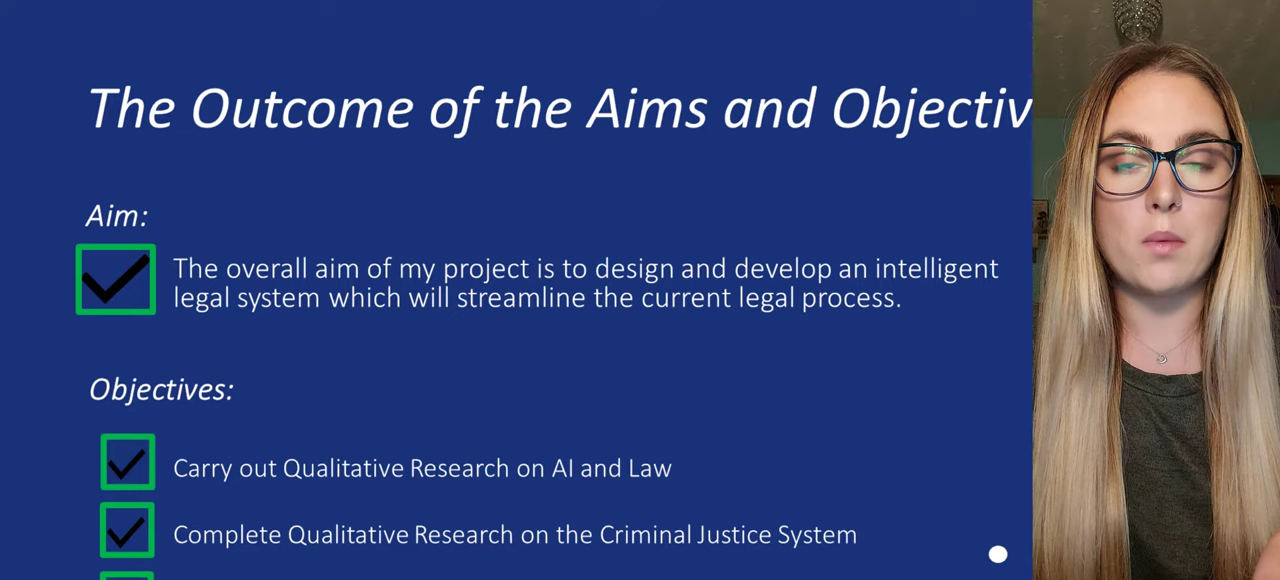 The Outcome of the Aims and Objectiv
Aim:
The overall aim of my project is to design and develop an intelligent
legal system which will streamline the current legal process.
Objectives:
Carry out Qualitative Research on AI and Law
Complete Qualitative Research on the Criminal Justice System